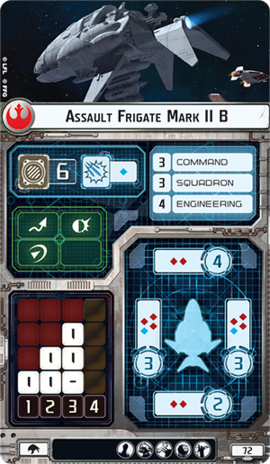 © LFL © FFG
ASSAULT FRIGATE MARK II B
6
3 COMMAND
3 SQUADRON
4 ENGINEERING
4
3 3
2
I
I I
I I -
1 2 3 4
72